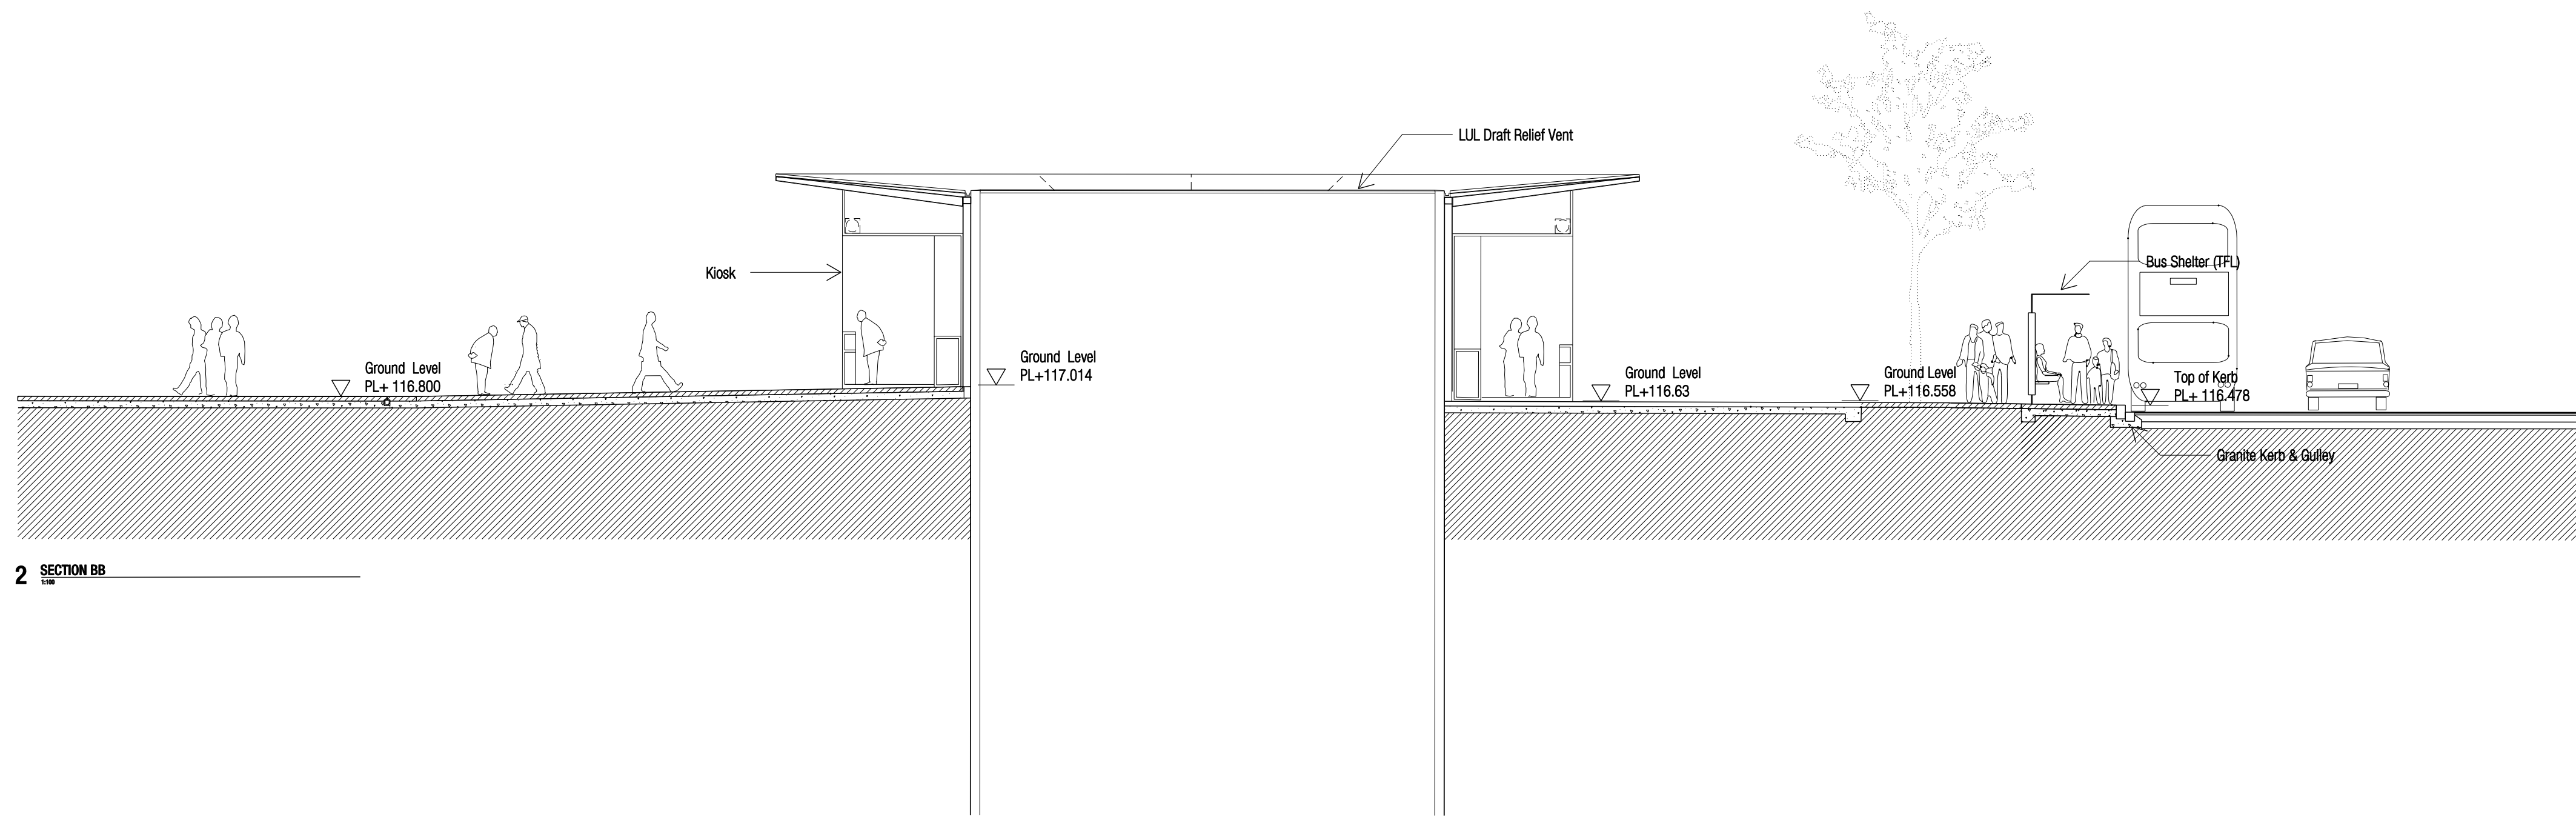 LUL Draft Relief Vent
Kiosk
Bus Shelter (TFL)
Ground Level
PL+ 116.800
Ground Level
PL+117.014
Ground Level
PL+116.63
Ground Level
PL+116.558
Top of Kerb
PL+ 116.478
Granite Kerb & Gulley
2 SECTION BB
1:100